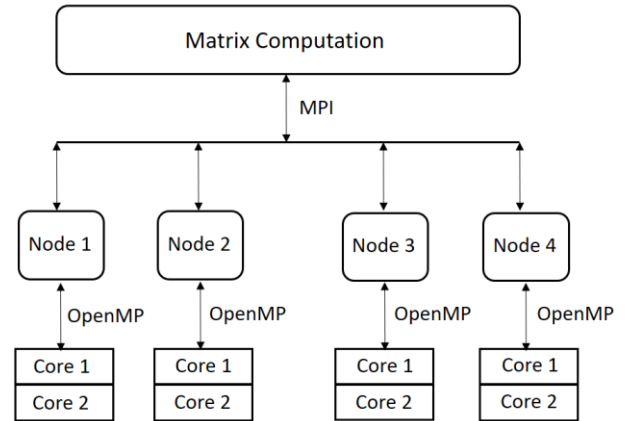 Matrix Computation
MPI
Node 1 Node 2 Node 3 Node 4
OpenMP OpenMP OpenMP OpenMP
Core 1 Core 1 Core 1 Core 1
Core 2 Core 2 Core 2 Core 2